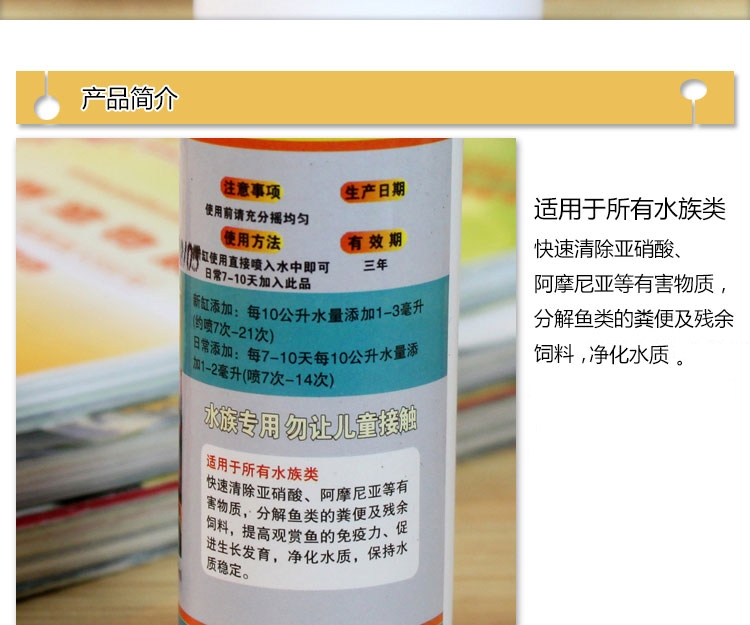 产品简介
注意事项
使用前请充分摇均匀
生产日期
使用方法
缸使用直接喷入水中即可
日常7-10天加入此品
有效期
三年
新缸添加：每10公升水量添加1-3毫升
(约喷7次-21次)
日常添加：每7-10天每10公升水量添
加1-2毫升(喷7次-14次)
水族专用 勿让儿童接触
适用于所有水族类
快速清除亚硝酸、阿摩尼亚等有
害物质，分解鱼类的粪便及残余
饲料，提高观赏鱼的免疫力、促
进生长发育，净化水质，保持水
质稳定。
适用于所有水族类
快速清除亚硝酸、
阿摩尼亚等有害物质，
分解鱼类的粪便及残余
饲料，净化水质 。